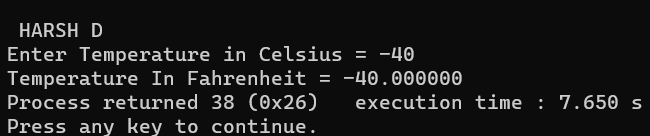 HARSH D
Enter Temperature in Celsius = -40
Temperature In Fahrenheit = -40.000000
Process returned 38 (0x26)   execution time : 7.650 s
Press any key to continue.